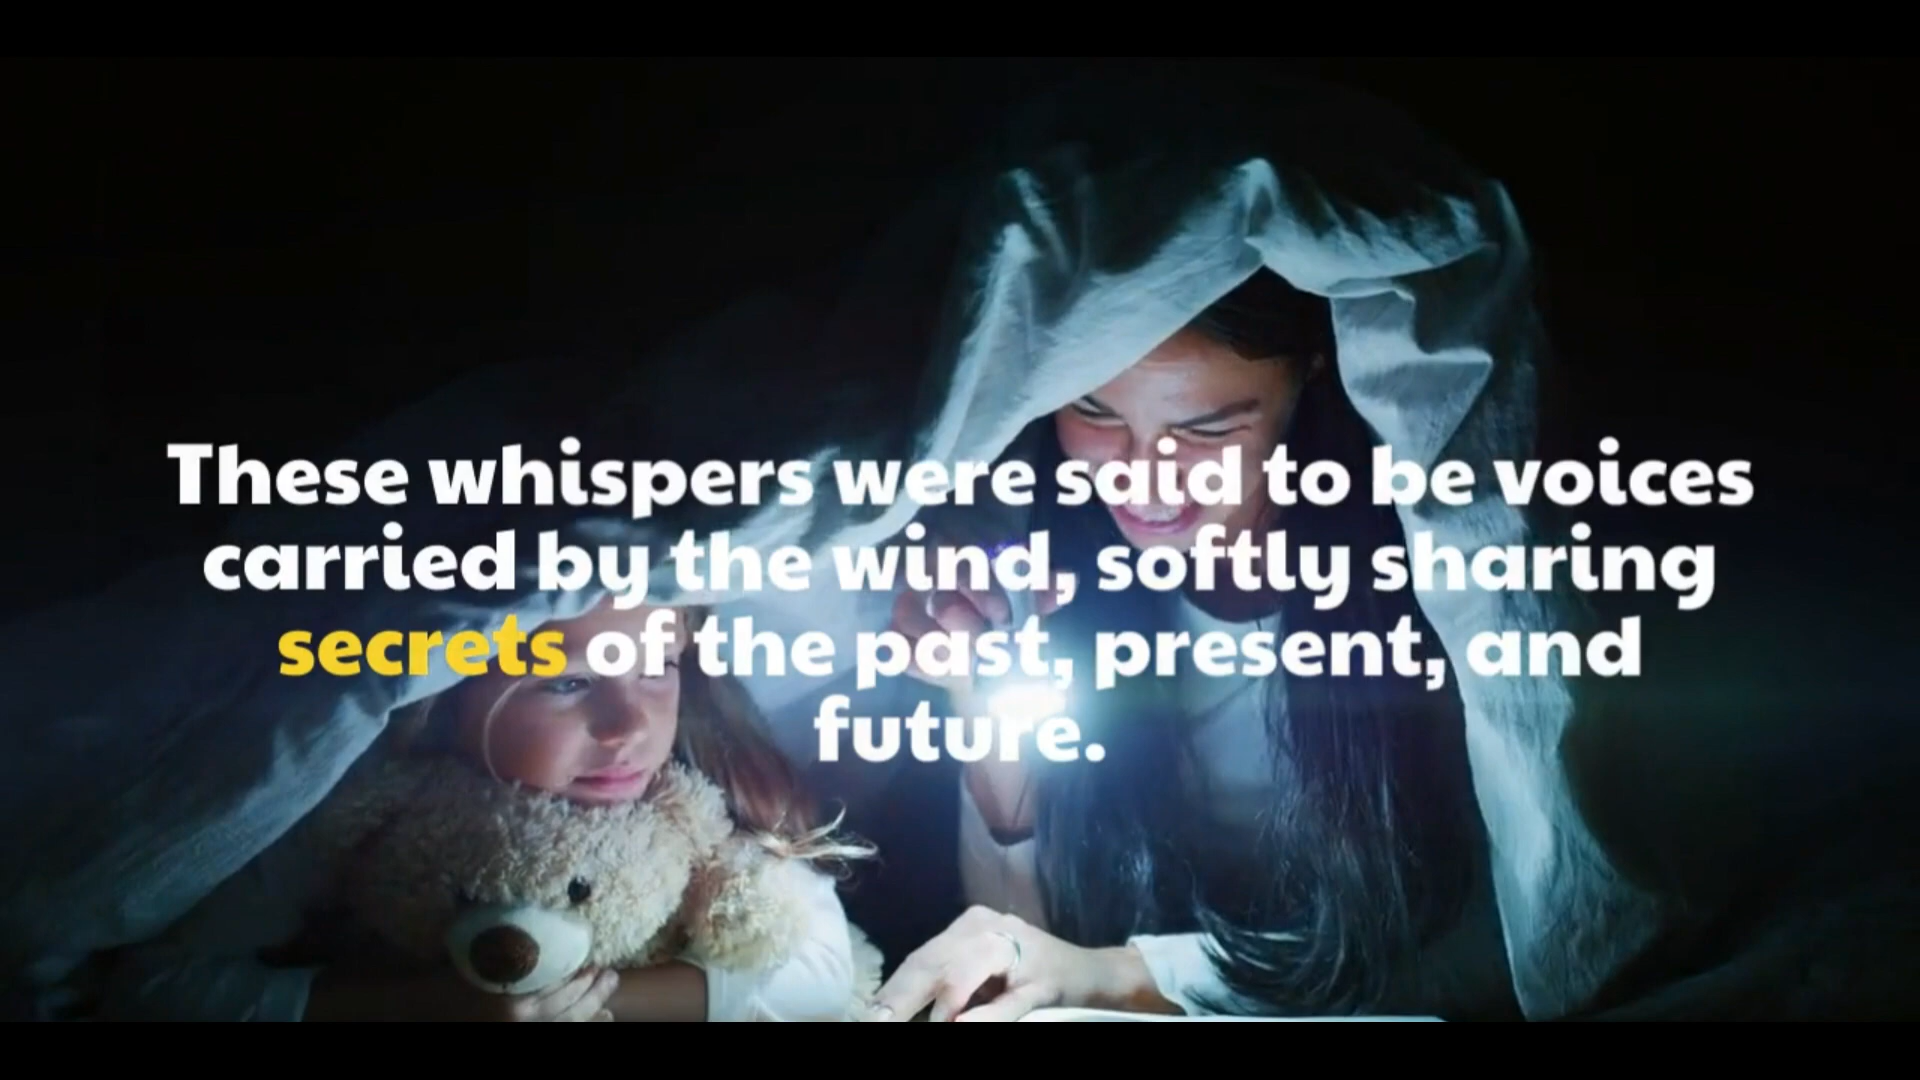 These whispers were said to be voices
carried by the wind, softly sharing
secrets of the past, present, and
future.